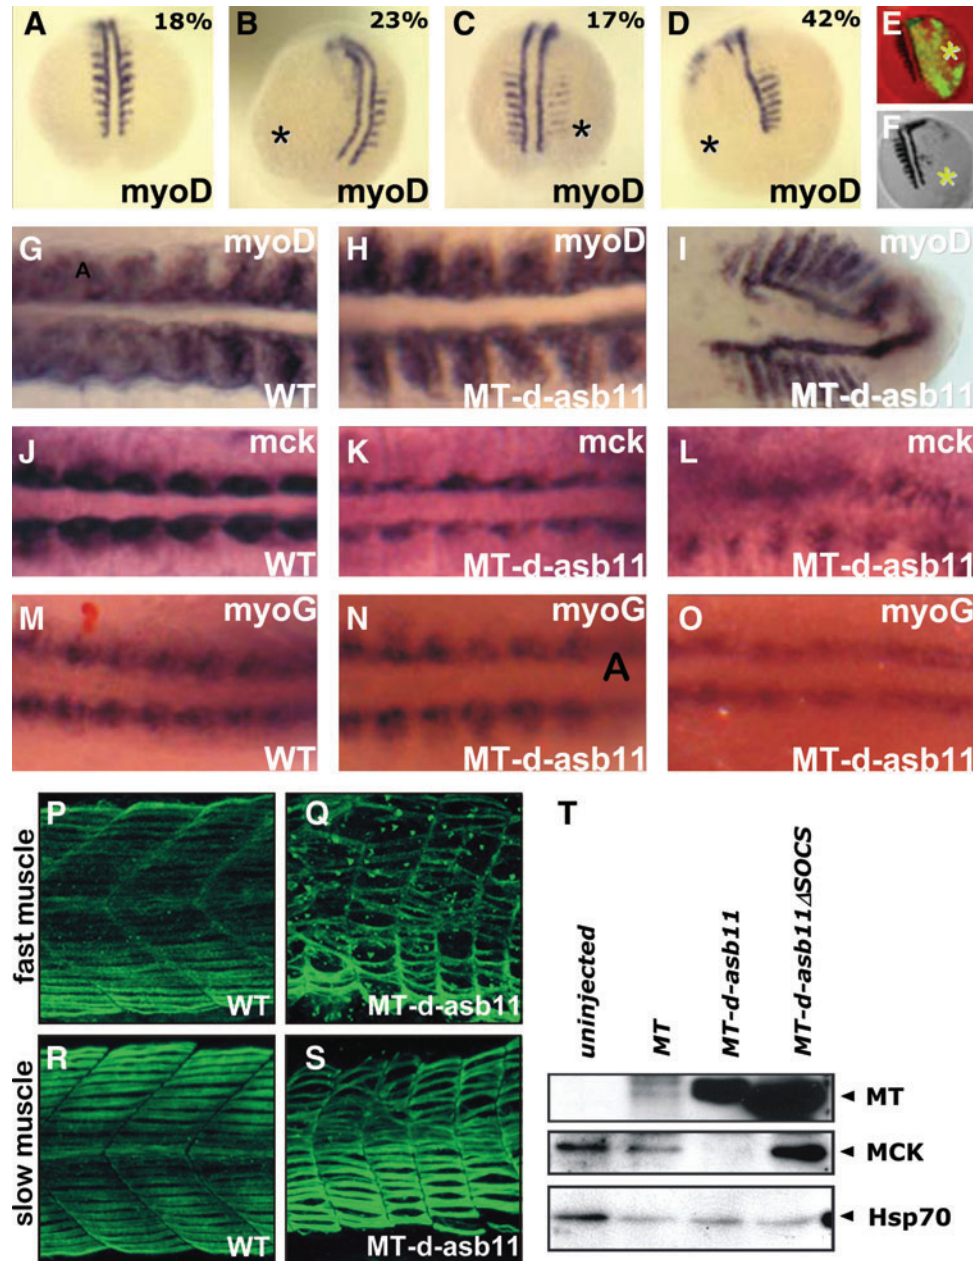 A 18%
myoD
B 23%
myoD
C 17%
myoD
D 42%
myoD
E
F
G myoD
A
WT
H myoD
MT-d-asb11
I myoD
MT-d-asb11
J mck
WT
K mck
MT-d-asb11
L mck
MT-d-asb11
M myoG
WT
N myoG
A
MT-d-asb11
O myoG
MT-d-asb11
fast muscle
P
WT
Q
MT-d-asb11
slow muscle
R
WT
S
MT-d-asb11
T
uninjected
MT
MT-d-asb11
MT-d-asb11ΔSOCS
MT
MCK
Hsp70